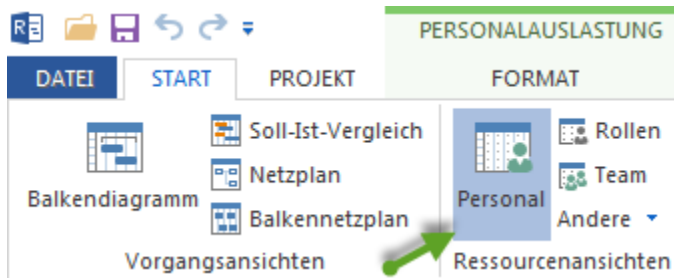 PERSONALAUSLASTUNG
DATEI START PROJEKT FORMAT
Balkendiagramm
Soll-Ist-Vergleich
Netzplan
Balkennetzplan
Vorgangsansichten
Personal
Rollen
Team
Andere
Ressourcenansichten